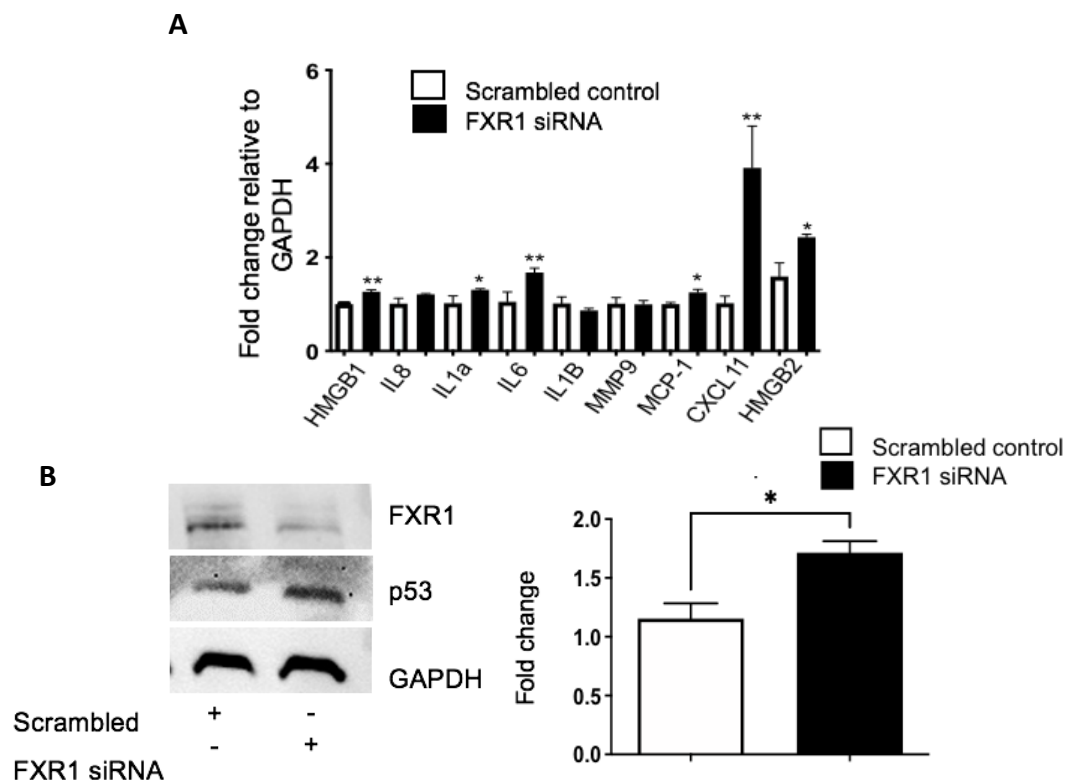 A
Fold change relative to
GAPDH
6
4
2
0
Scrambled control
FXR1 siRNA
**
*
**
*
**
*
HMGB1
IL8
IL1a
IL6
IL1B
MMP9
MCP-1
CXCL11
HMGB2
B
FXR1
p53
GAPDH
Scrambled + -
FXR1 siRNA - +
Scrambled control
FXR1 siRNA
Fold change
2.0
1.5
1.0
0.5
0.0
*